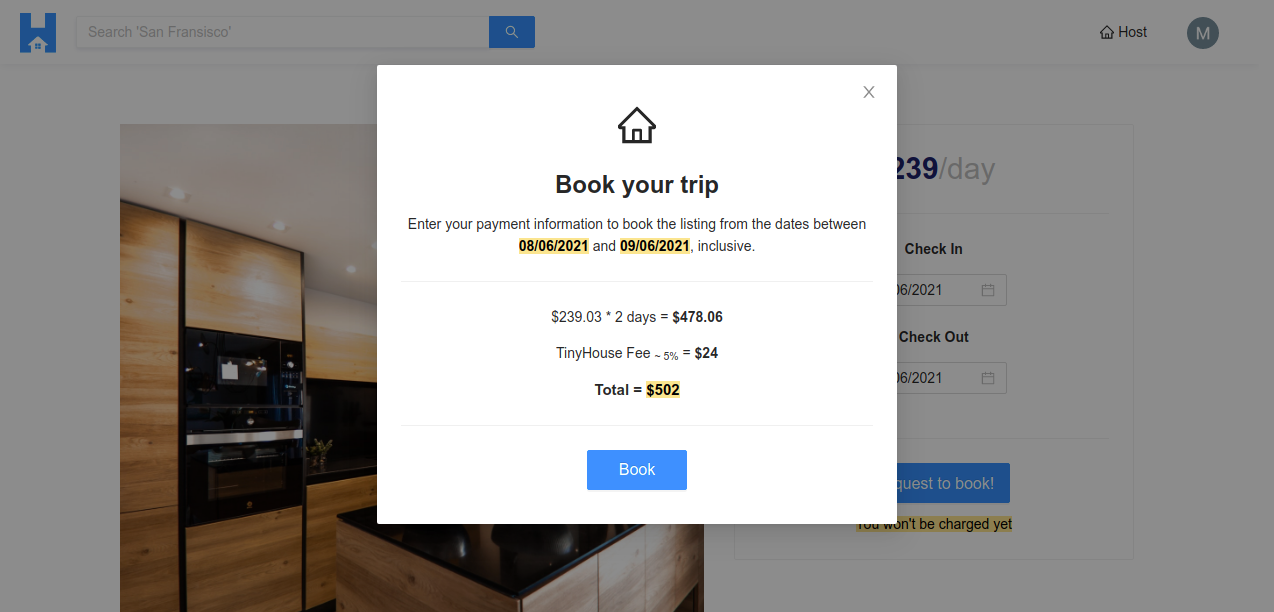 Search 'San Fransisco'
Host
M
Book your trip
Enter your payment information to book the listing from the dates between
08/06/2021 and 09/06/2021, inclusive.
$239.03 * 2 days = $478.06
TinyHouse Fee ~ 5% = $24
Total = $502
Book
239/day
Check In
06/2021
Check Out
06/2021
quest to book!
You won't be charged yet